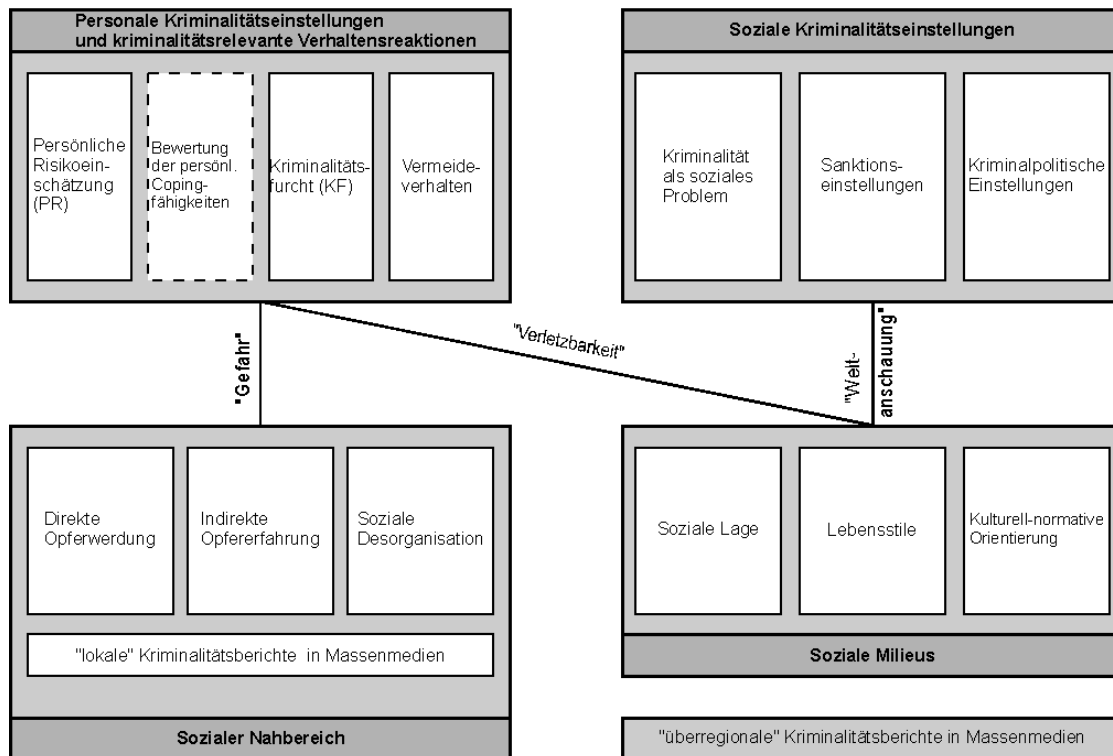 Personale Kriminalitätseinstellungen
und kriminalitätsrelevante Verhaltensreaktionen
Persönliche
Risikoein-
schätzung
(PR)
Bewertung
der persönl.
Coping-
fähigkeiten
Kriminalitäts-
furcht (KF)
Vermeide-
verhalten
Soziale Kriminalitätseinstellungen
Kriminalität
als soziales
Problem
Sanktions-
einstellungen
Kriminalpolitische
Einstellungen
"Gefahr"
"Verletzbarkeit"
"Welt-
anschauung"
Direkte
Opferwerdung
Indirekte
Opfererfahrung
Soziale
Desorganisation
"lokale" Kriminalitätsberichte in Massenmedien
Sozialer Nahbereich
Soziale Lage
Lebensstile
Kulturell-normative
Orientierung
Soziale Milieus
"überregionale" Kriminalitätsberichte in Massenmedien